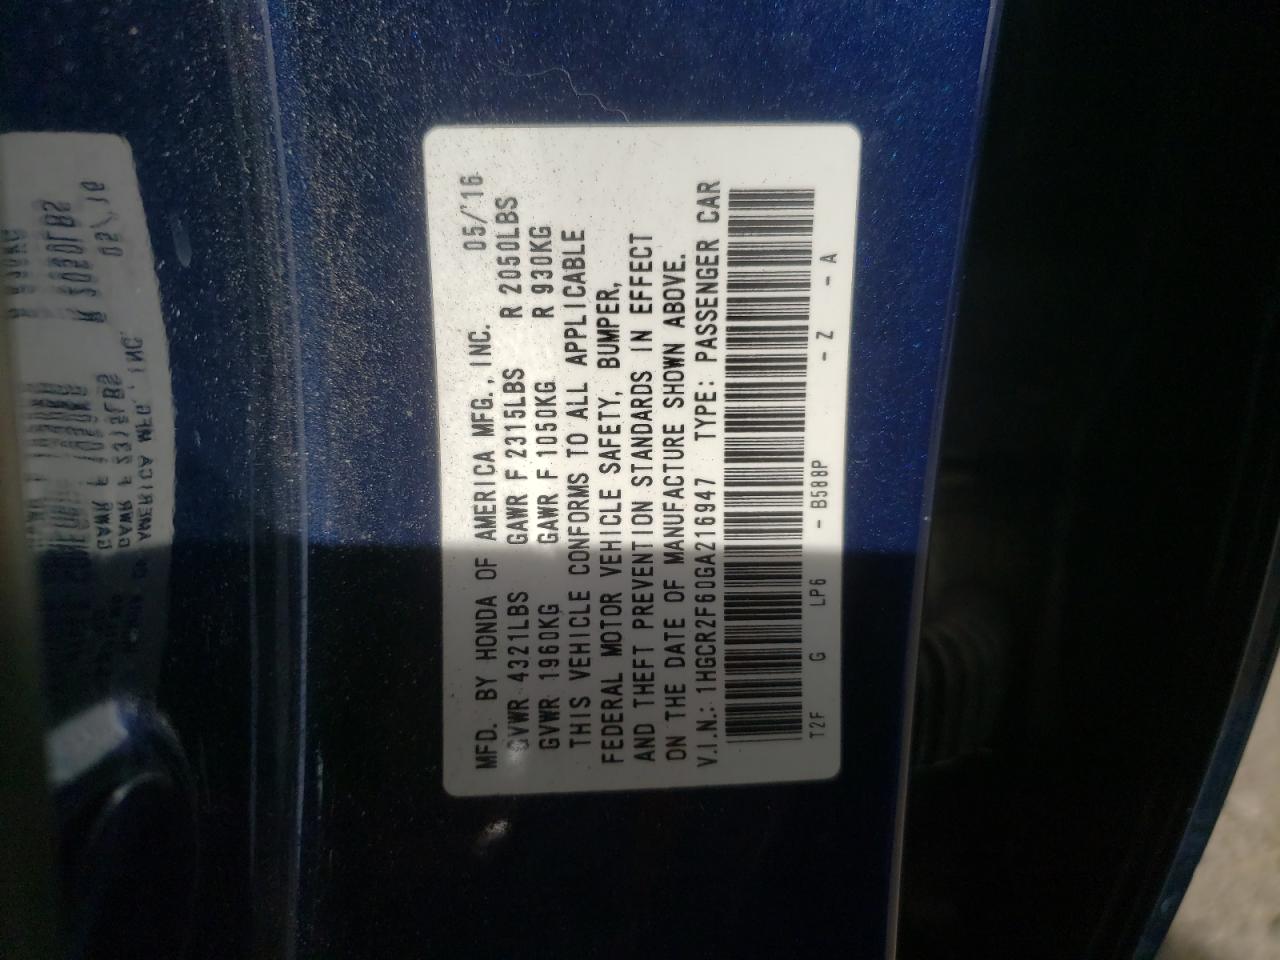 MFD. BY HONDA OF AMERICA MFG., INC. 05/'16
GVWR 4321LBS GAWR F 2315LBS R 2050LBS
GVWR 1960KG GAWR F 1050KG R 930KG
THIS VEHICLE CONFORMS TO ALL APPLICABLE
FEDERAL MOTOR VEHICLE SAFETY, BUMPER,
AND THEFT PREVENTION STANDARDS IN EFFECT
ON THE DATE OF MANUFACTURE SHOWN ABOVE.
V.I.N.: 1HGCR2F60GA216947 TYPE: PASSENGER CAR
T2F G LP6 - B588P - Z - A